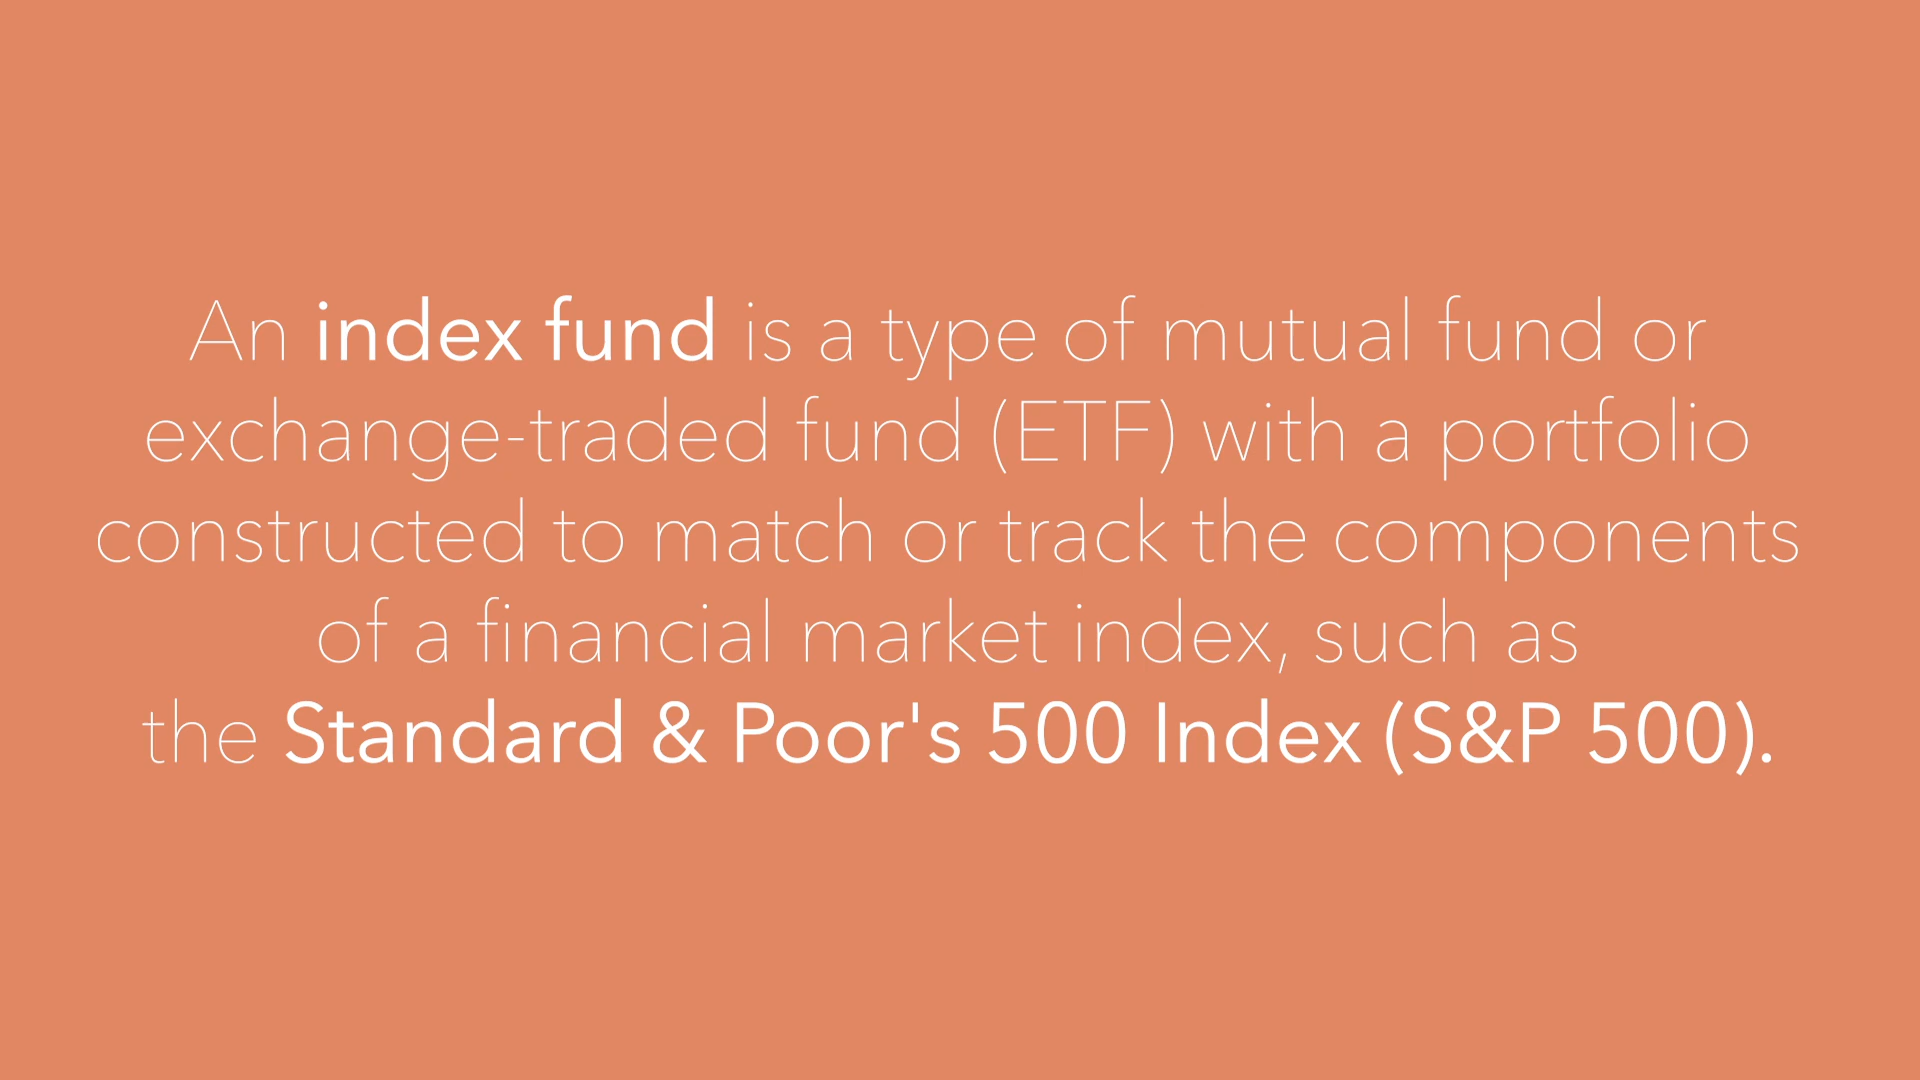 An index fund is a type of mutual fund or
exchange-traded fund (ETF) with a portfolio
constructed to match or track the components
of a financial market index, such as
the Standard & Poor's 500 Index (S&P 500).